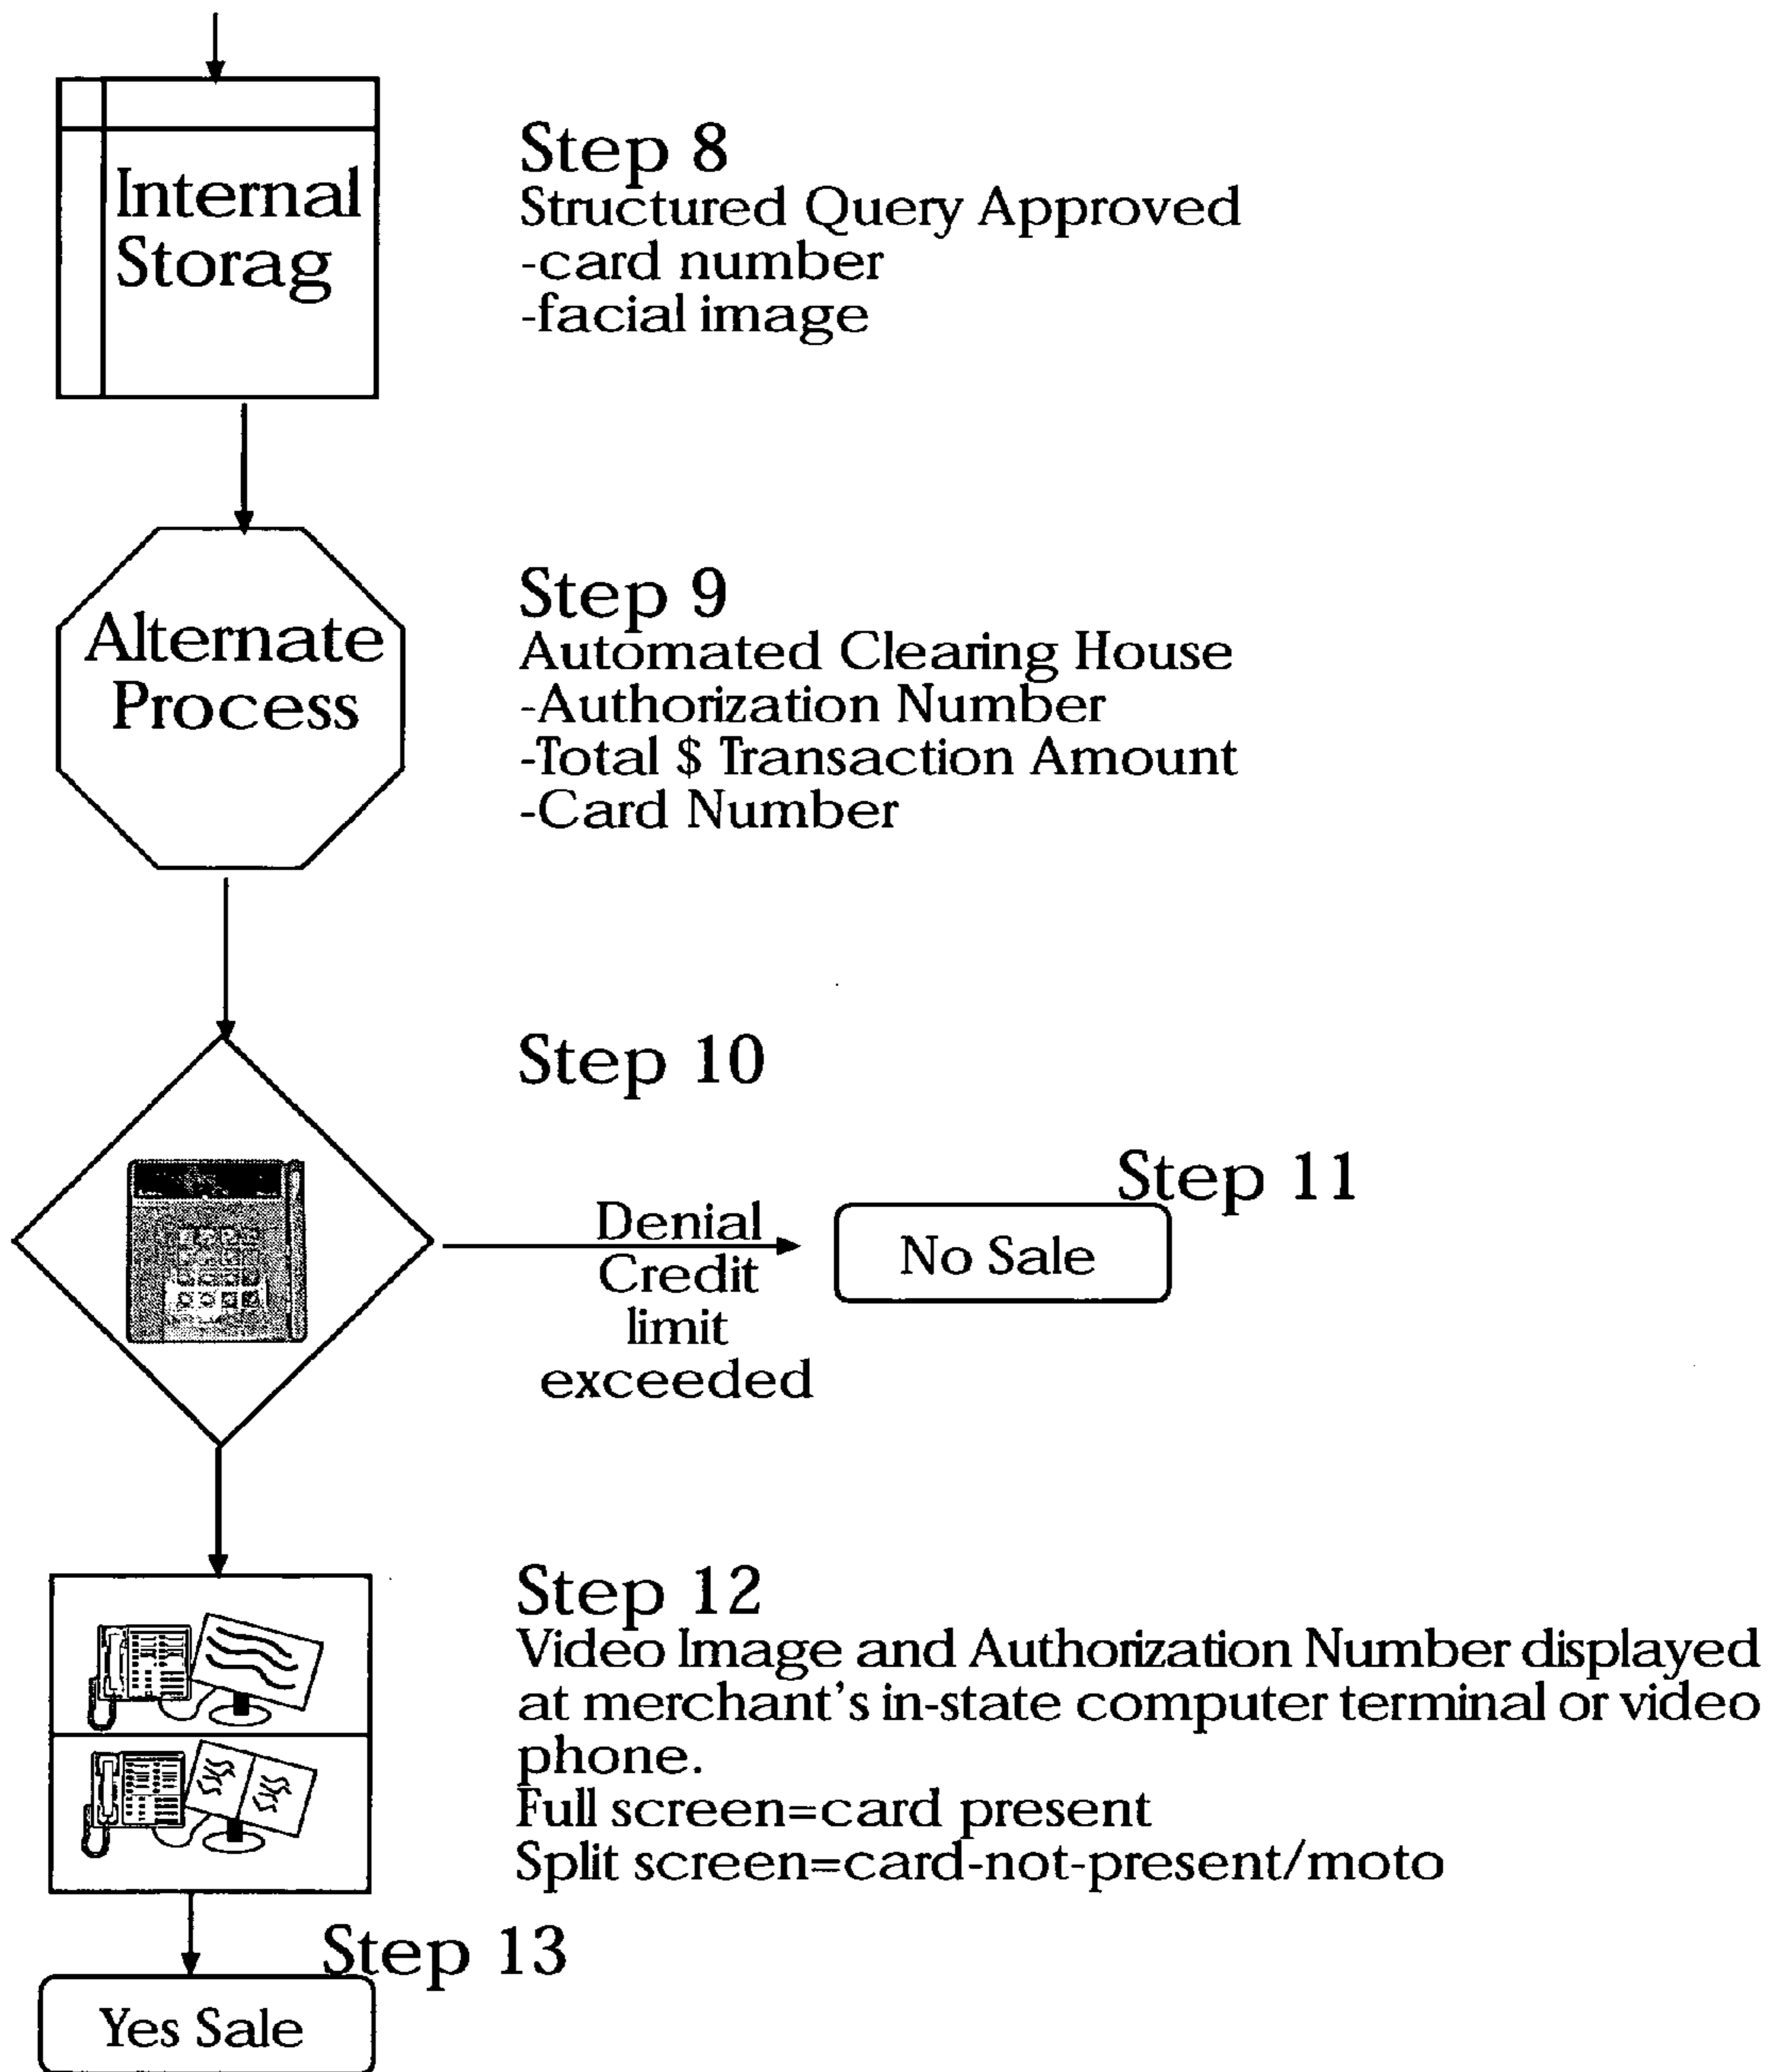 Internal
Storag
Step 8
Structured Query Approved
-card number
-facial image
Alternate
Process
Step 9
Automated Clearing House
-Authorization Number
-Total $ Transaction Amount
-Card Number
Step 10
Denial
Credit
limit
exceeded
Step 11
No Sale
Step 12
Video Image and Authorization Number displayed
at merchant's in-state computer terminal or video
phone.
Full screen=card present
Split screen=card-not-present/moto
Step 13
Yes Sale